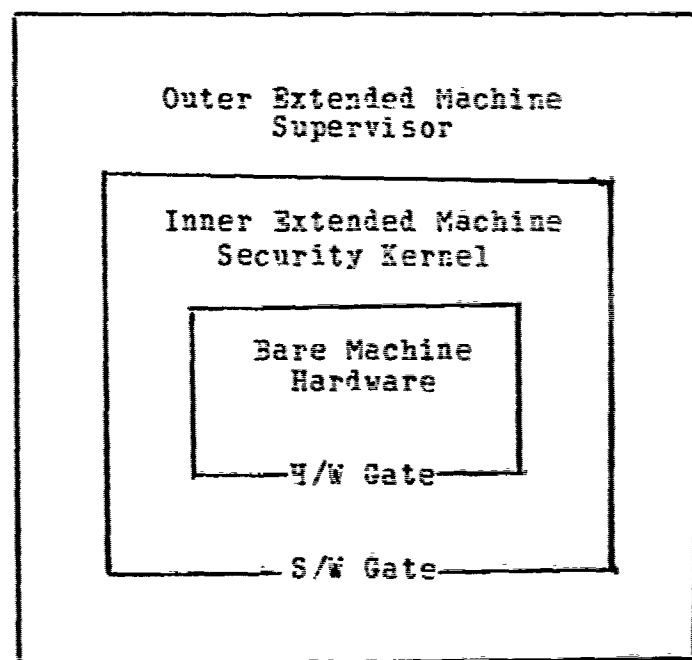 Outer Extended Machine
Supervisor
Inner Extended Machine
Security Kernel
Bare Machine
Hardware
H/W Gate
S/W Gate